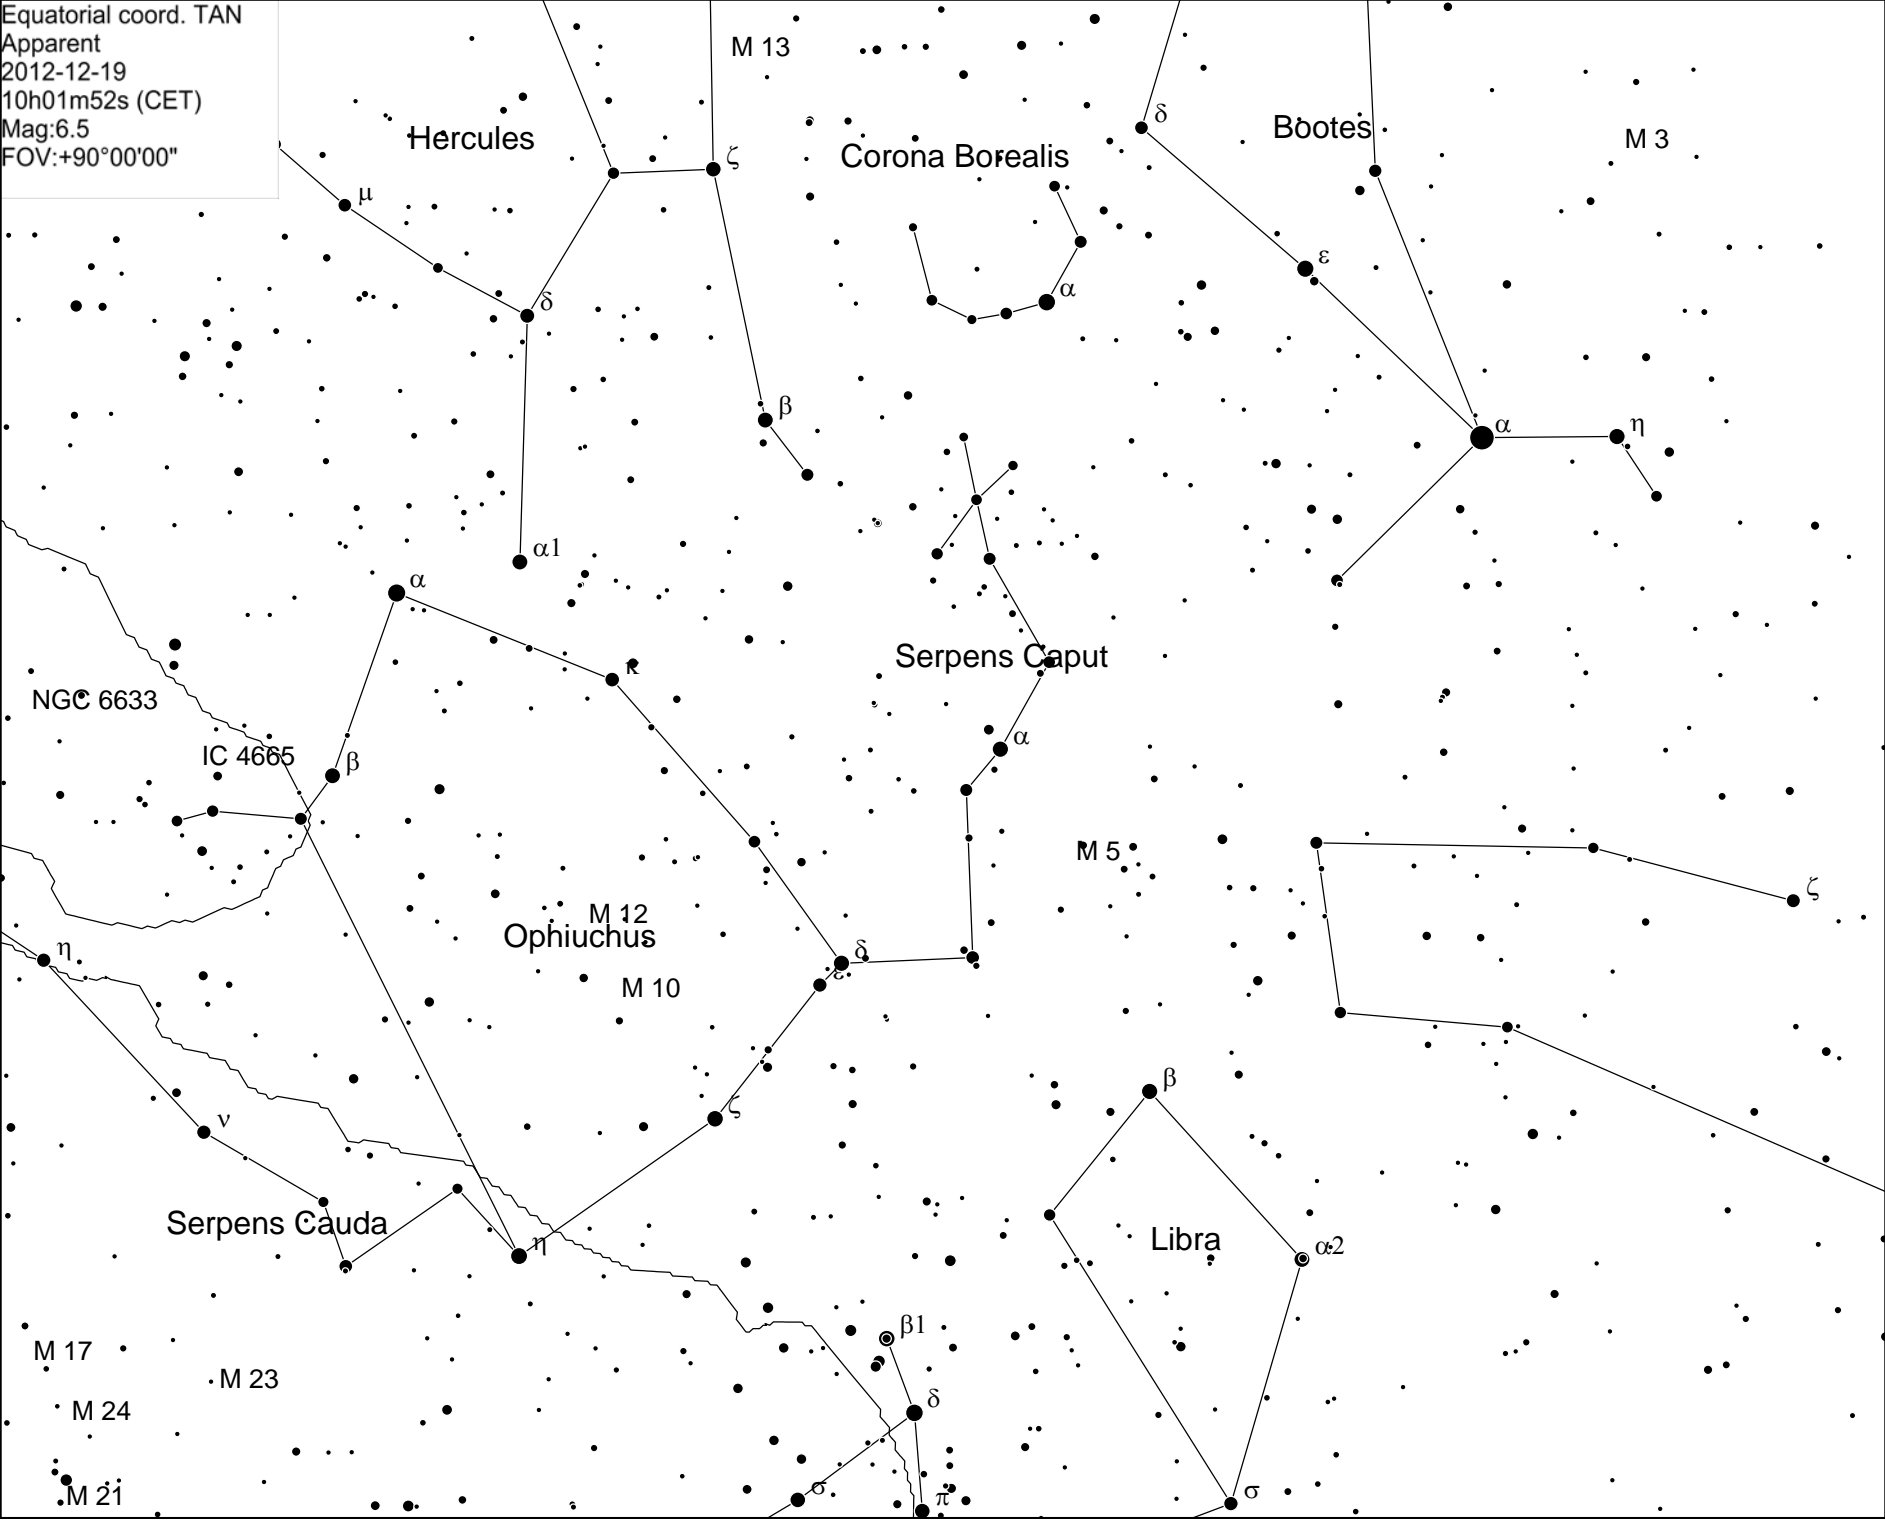 Equatorial coord. TAN
Apparent
2012-12-19
10h01m52s (CET)
Mag:6.5
FOV:+90°00'00"
M 13
Hercules
ζ
Corona Borealis
δ
Bootes
M 3
μ
δ
α
ε
β
α
η
α1
α
κ
Serpens Caput
NGC 6633
IC 4665
β
α
M 5
ζ
M 12
Ophiuchus
δ
ε
η
M 10
β
ν
ζ
Serpens Cauda
η
Libra
α2
β1
M 17
M 23
M 24
δ
M 21
σ
π
σ